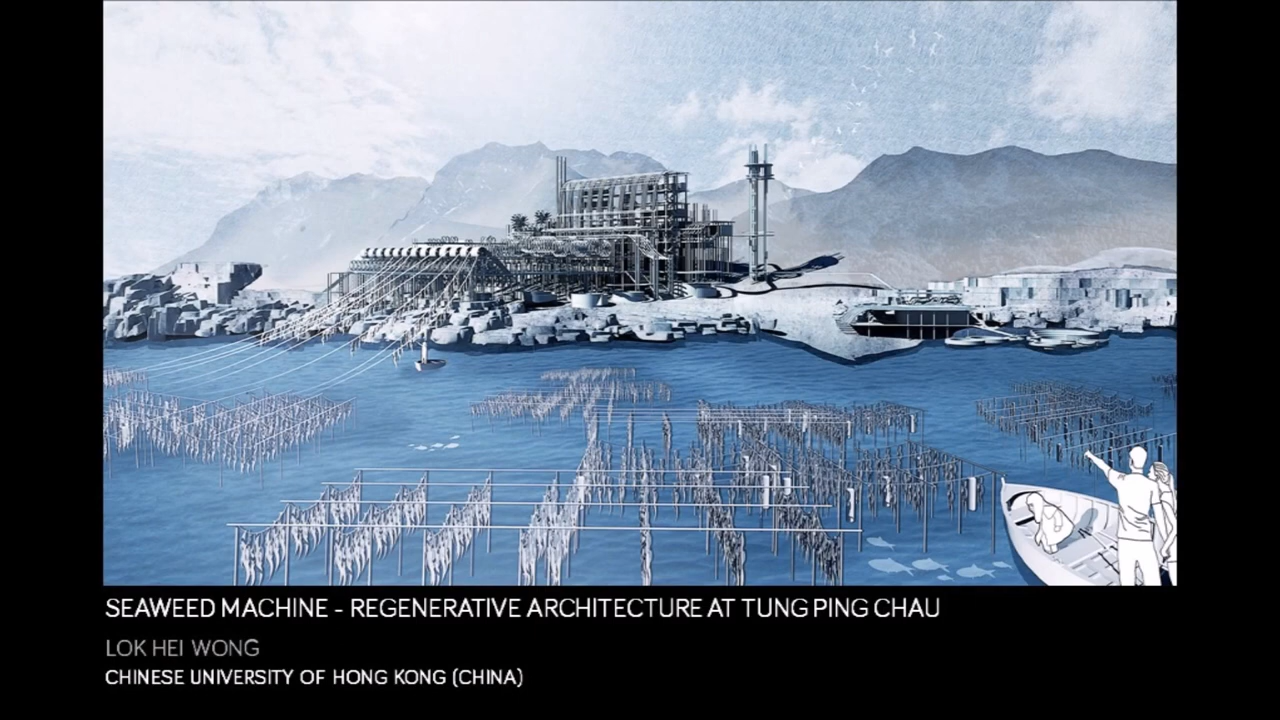 SEAWEED MACHINE - REGENERATIVE ARCHITECTURE AT TUNG PING CHAU
LOK HEI WONG
CHINESE UNIVERSITY OF HONG KONG (CHINA)